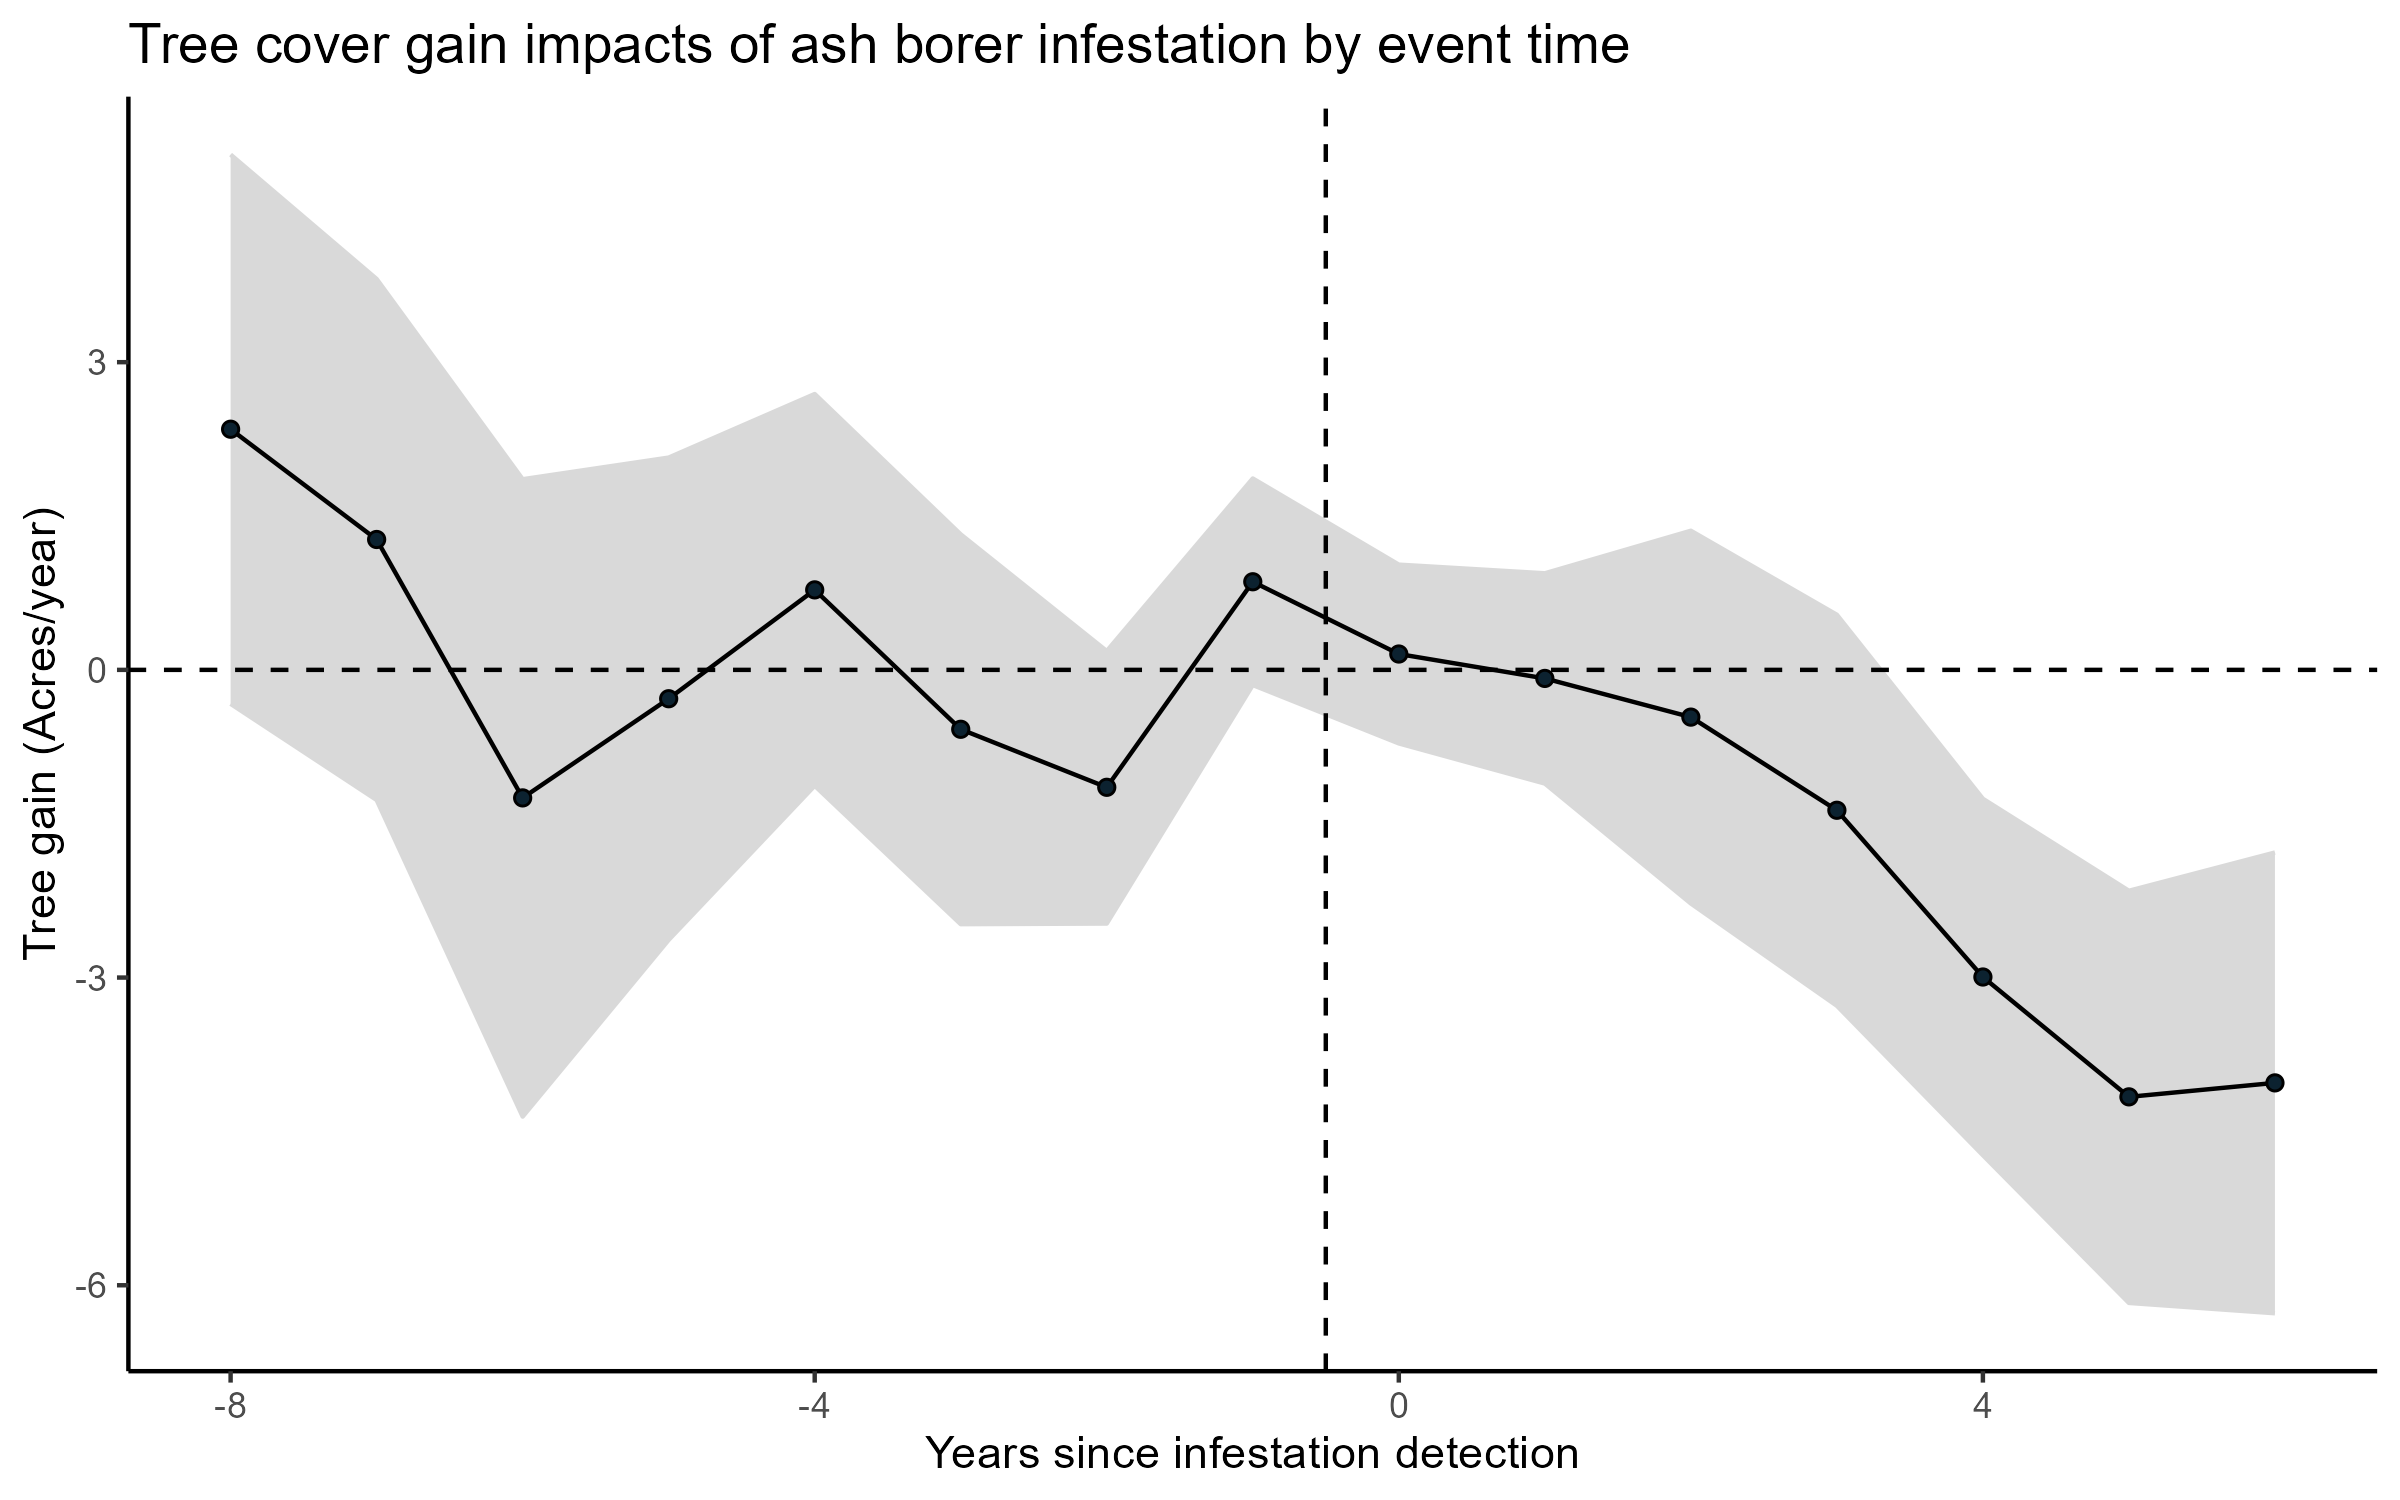 Tree cover gain impacts of ash borer infestation by event time
Tree gain (Acres/year)
3
0
-3
-6
-8
-4
0
4
Years since infestation detection